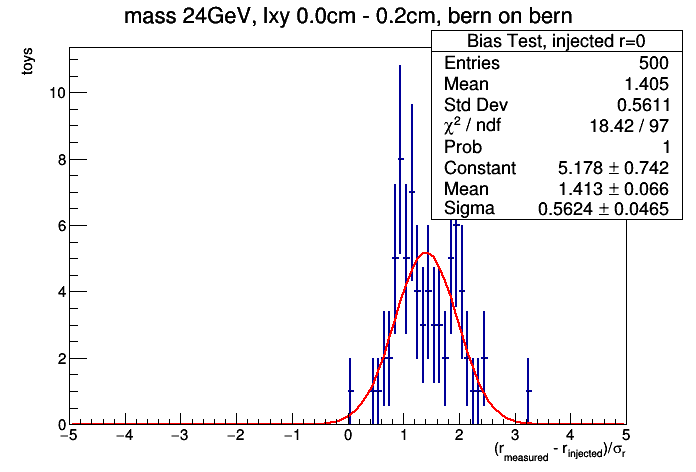 mass 24GeV, lxy 0.0cm - 0.2cm, bern on bern
toys
Bias Test, injected r=0
Entries 500
Mean 1.405
Std Dev 0.5611
χ² / ndf 18.42 / 97
Prob 1
Constant 5.178 ± 0.742
Mean 1.413 ± 0.066
Sigma 0.5624 ± 0.0465
10
8
6
4
2
0
−5 −4 −3 −2 −1 0 1 2 3 4 5
(r_measured - r_injected)/σ_r